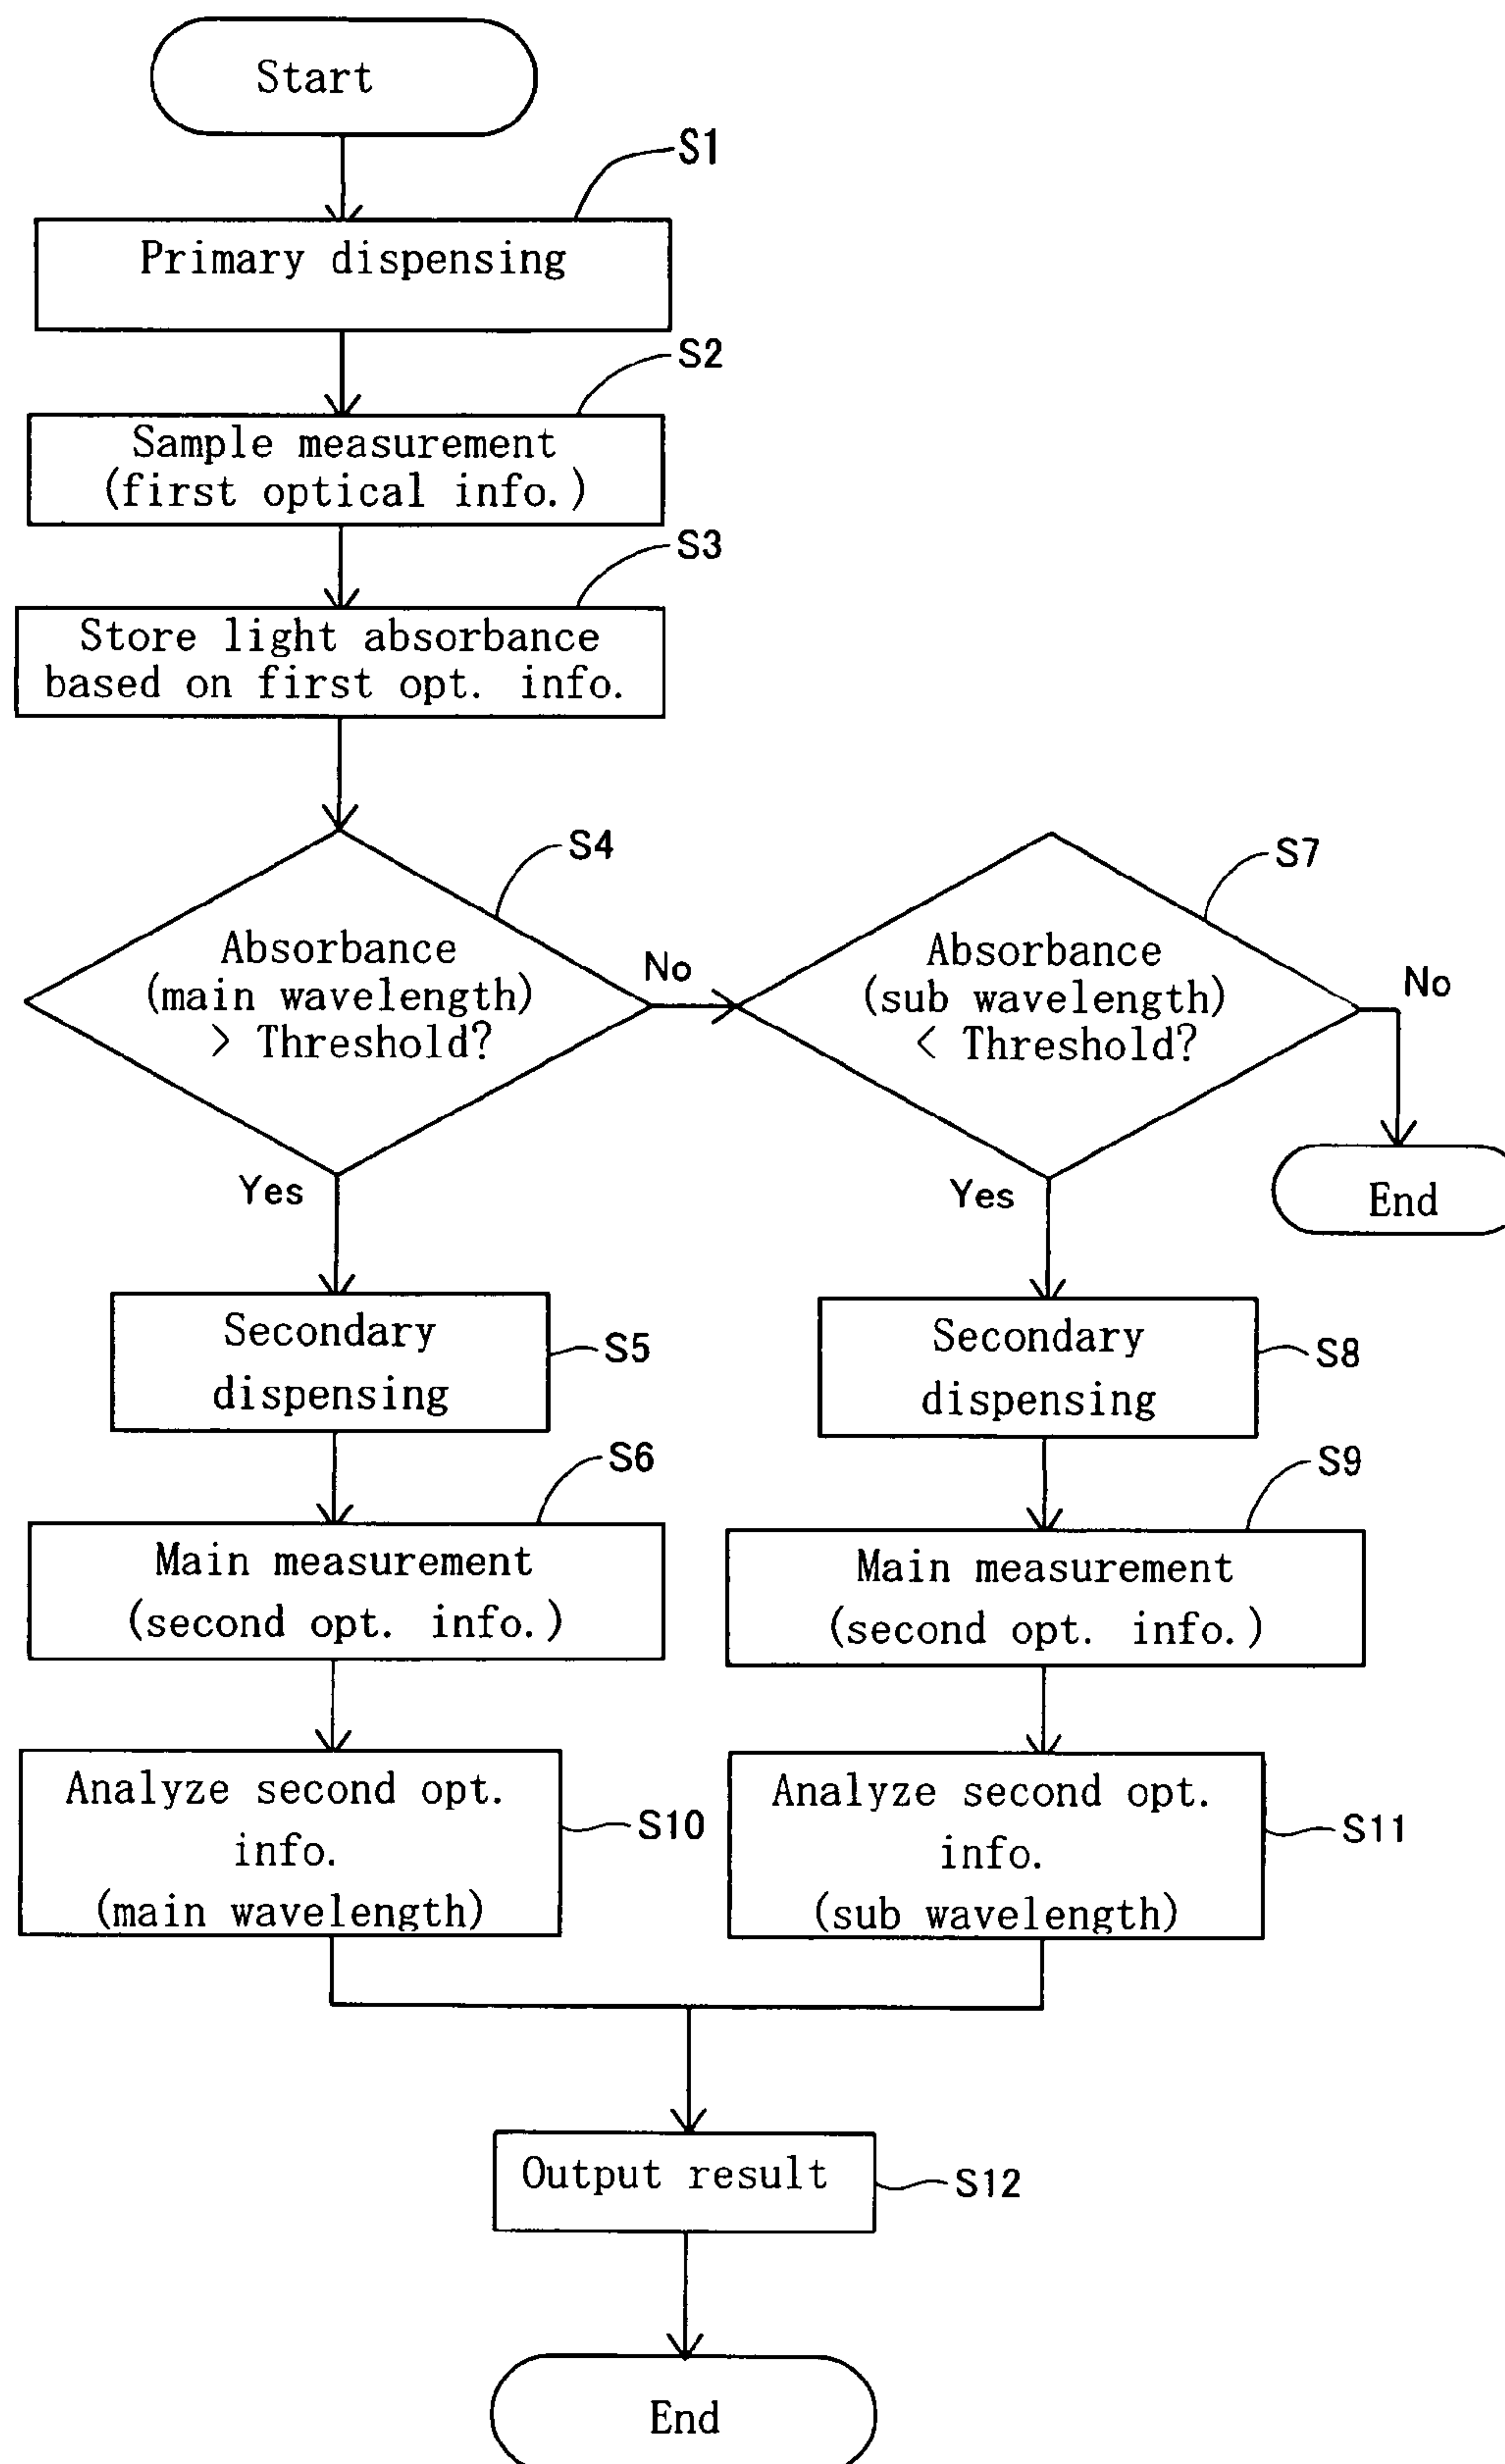 Start
S1
Primary dispensing
S2
Sample measurement
(first optical info.)
S3
Store light absorbance
based on first opt. info.
S4
Absorbance
(main wavelength)
> Threshold?
No
Yes
S7
Absorbance
(sub wavelength)
< Threshold?
No
End
Yes
Secondary
dispensing
S5
Secondary
dispensing
S8
S6
Main measurement
(second opt. info.)
S9
Main measurement
(second opt. info.)
Analyze second opt.
info.
(main wavelength)
S10
Analyze second opt.
info.
(sub wavelength)
S11
Output result
S12
End